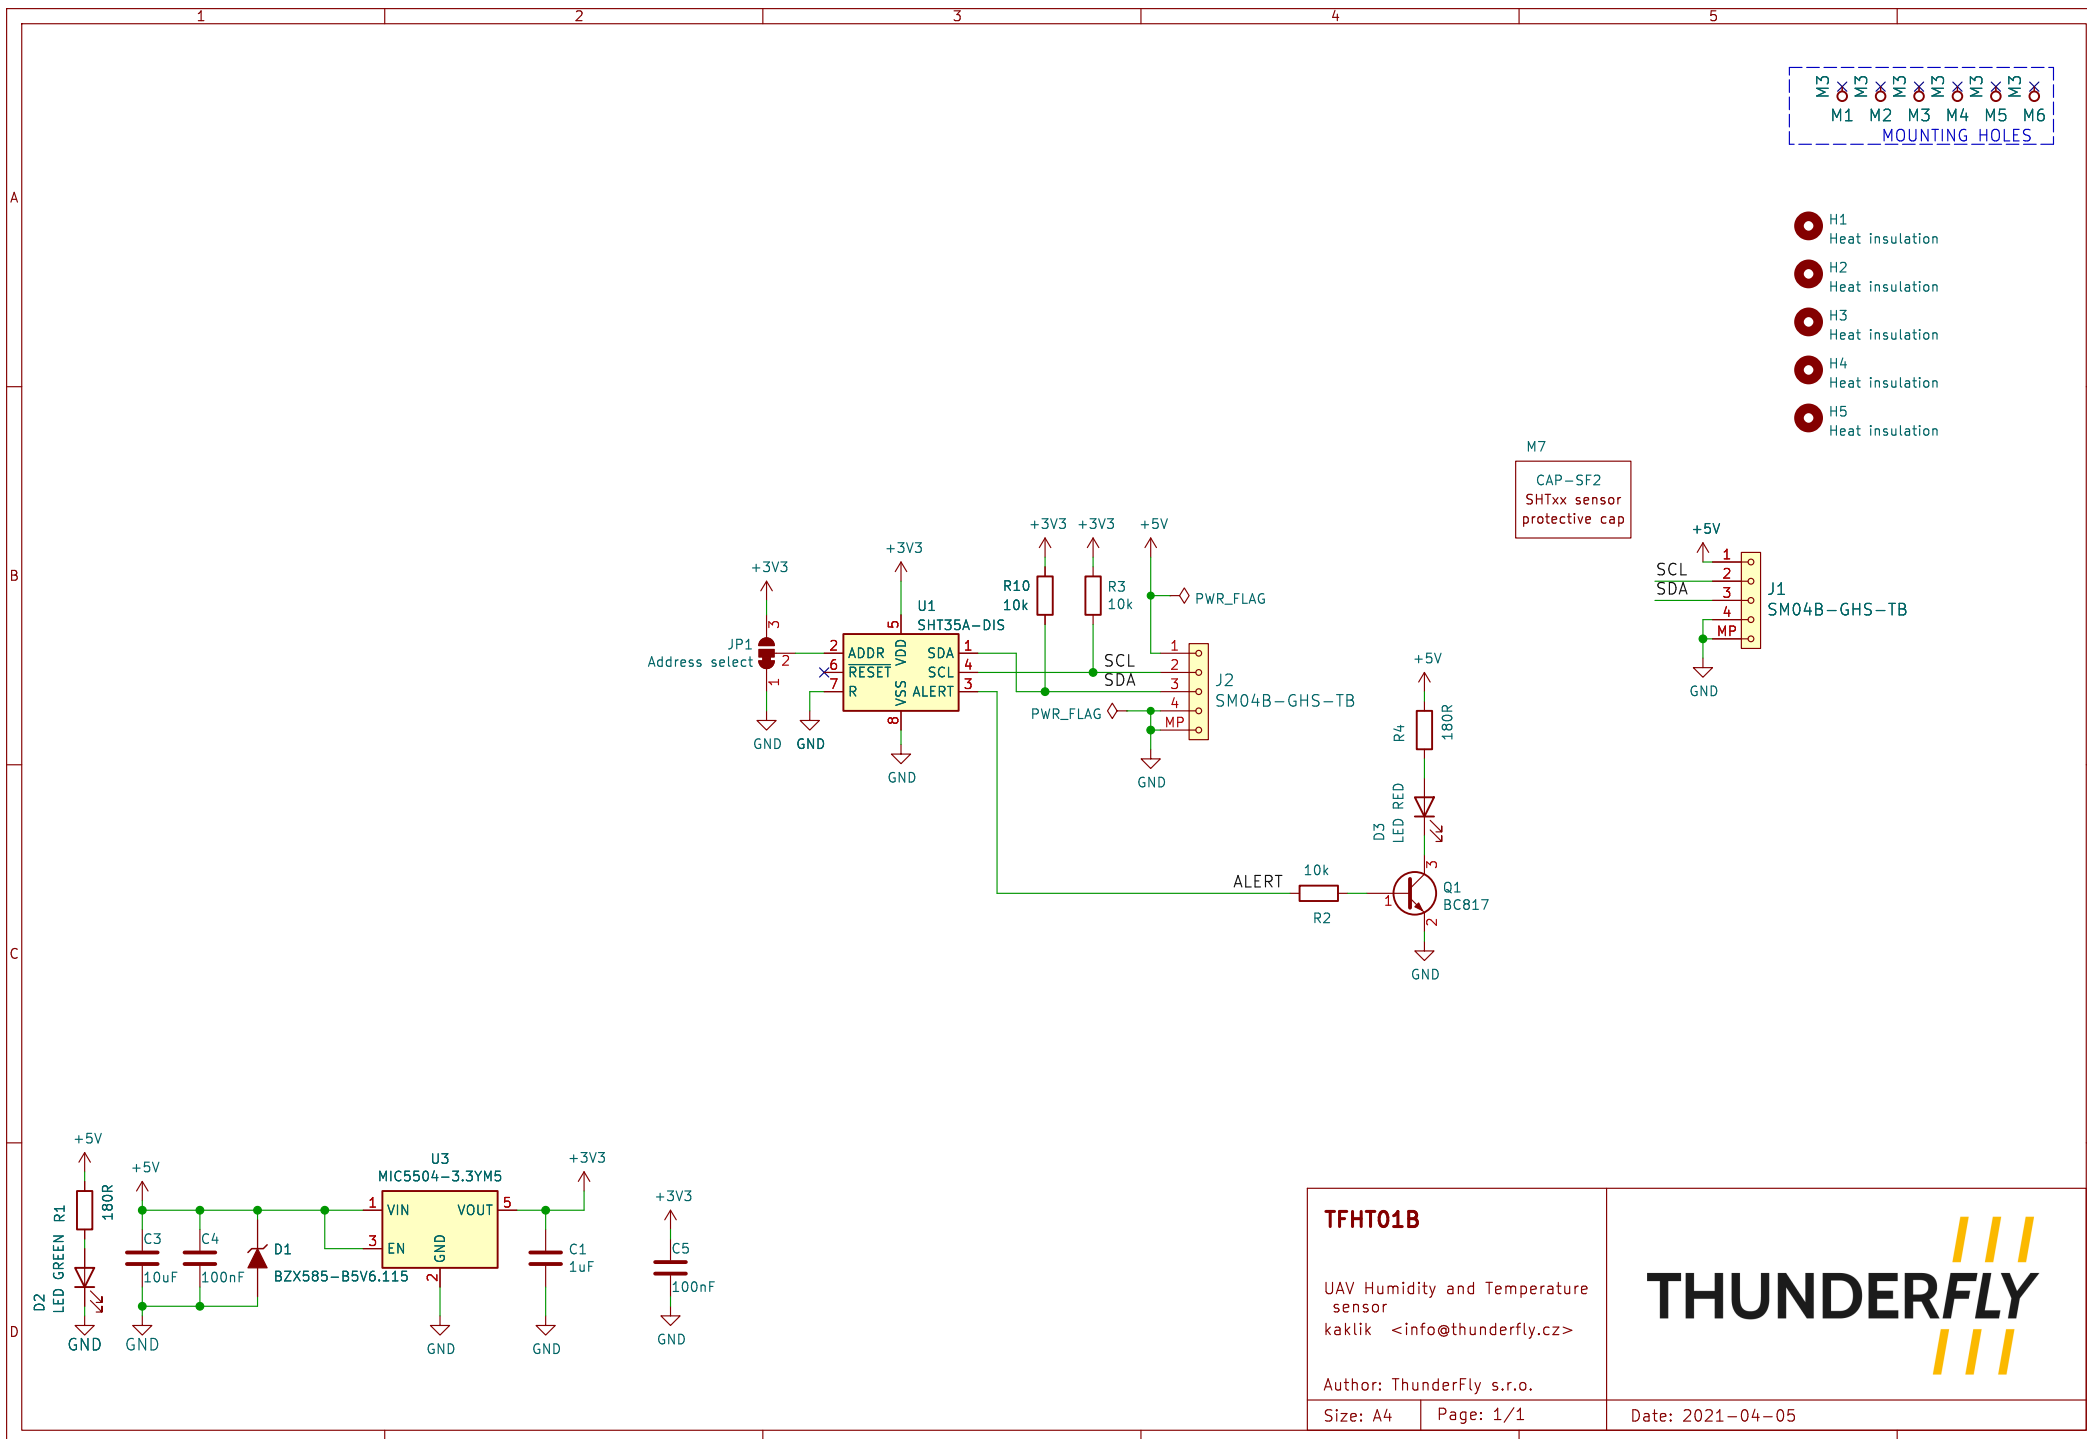 1 2 3 4 5
A
B
C
D
M3 M3 M3 M3 M3 M3
M1 M2 M3 M4 M5 M6
MOUNTING HOLES
H1
Heat insulation
H2
Heat insulation
H3
Heat insulation
H4
Heat insulation
H5
Heat insulation
M7
CAP-SF2
SHTxx sensor
protective cap
+5V
SCL
SDA
1
2
3
4
MP
J1
SM04B-GHS-TB
GND
+3V3
JP1
Address select
3
2
1
GND
GND
+3V3
U1
SHT35A-DIS
5
2 ADDR VDD SDA 1
6 RESET SCL 4
7 R VSS ALERT 3
8
GND
+3V3 +3V3 +5V
R10
10k
R3
10k
PWR_FLAG
SCL
SDA
PWR_FLAG
1
2
3
4
MP
J2
SM04B-GHS-TB
GND
+5V
R4
180R
D3
LED RED
ALERT
10k
R2
3
1
2
Q1
BC817
GND
+5V
R1
180R
D2
LED GREEN
GND
+5V
C3
10uF
C4
100nF
D1
BZX585-B5V6.115
GND
U3
MIC5504-3.3YM5
1 VIN VOUT 5
3 EN GND
2
GND
+3V3
C1
1uF
GND
+3V3
C5
100nF
GND
TFHT01B
UAV Humidity and Temperature
sensor
kaklik <info@thunderfly.cz>
Author: ThunderFly s.r.o.
Size: A4 Page: 1/1 Date: 2021-04-05
THUNDERFLY